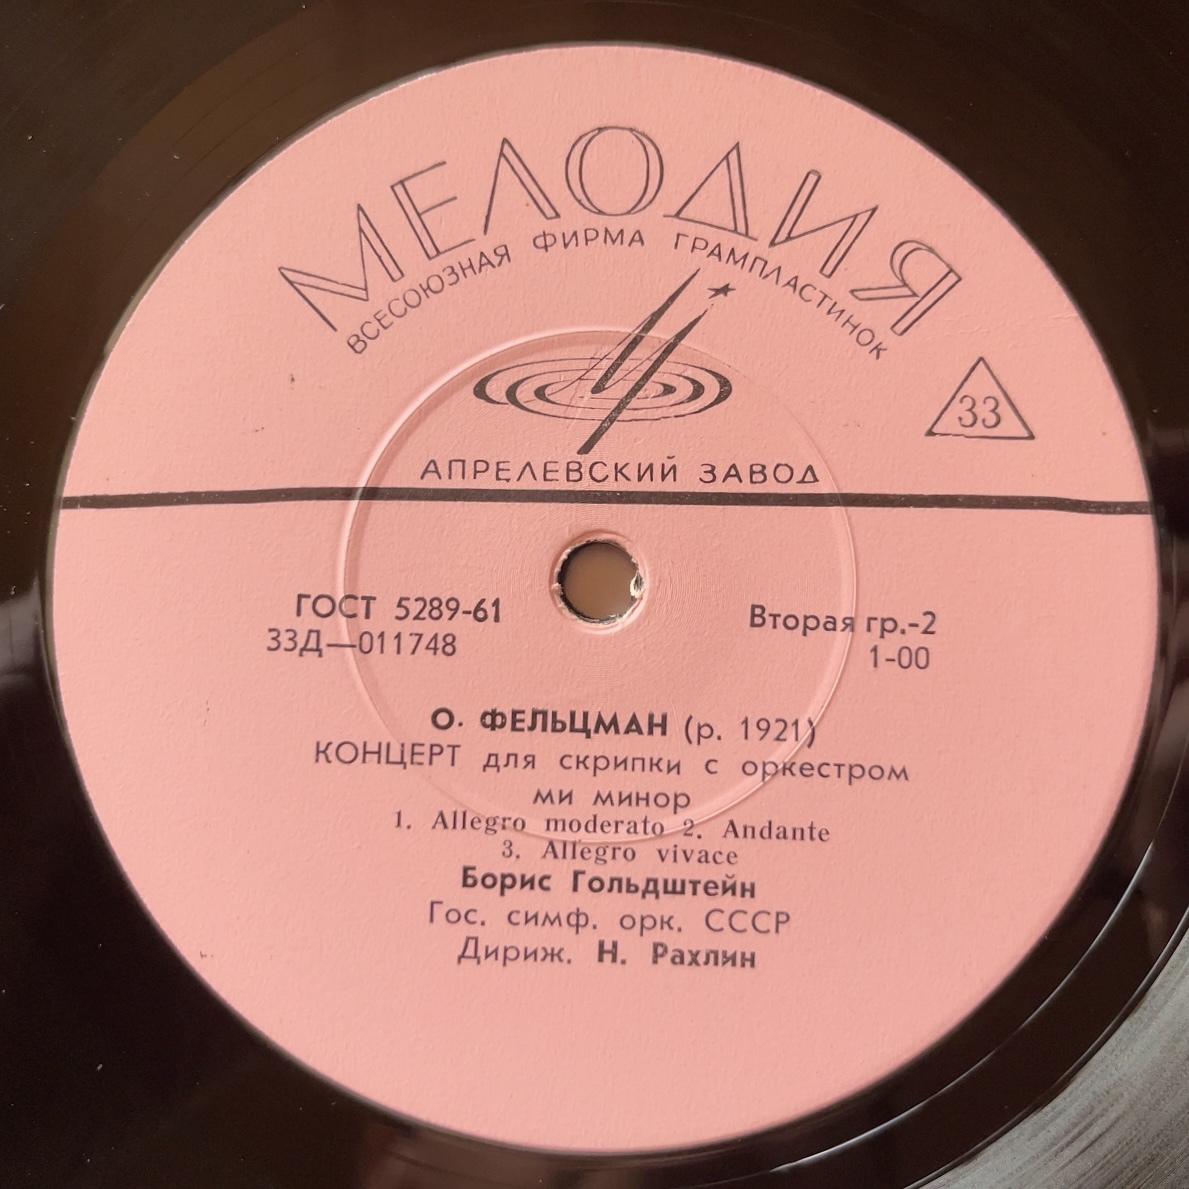 МЕЛОДИЯ
ВСЕСОЮЗНАЯ ФИРМА ГРАМПЛАСТИНОК
33
АПРЕЛЕВСКИЙ ЗАВОД
ГОСТ 5289-61
33Д—011748
Вторая гр.-2
1-00
О. ФЕЛЬЦМАН (р. 1921)
КОНЦЕРТ для скрипки с оркестром
ми минор
1. Allegro moderato 2. Andante
3. Allegro vivace
Борис Гольдштейн
Гос. симф. орк. СССР
Дириж. Н. Рахлин